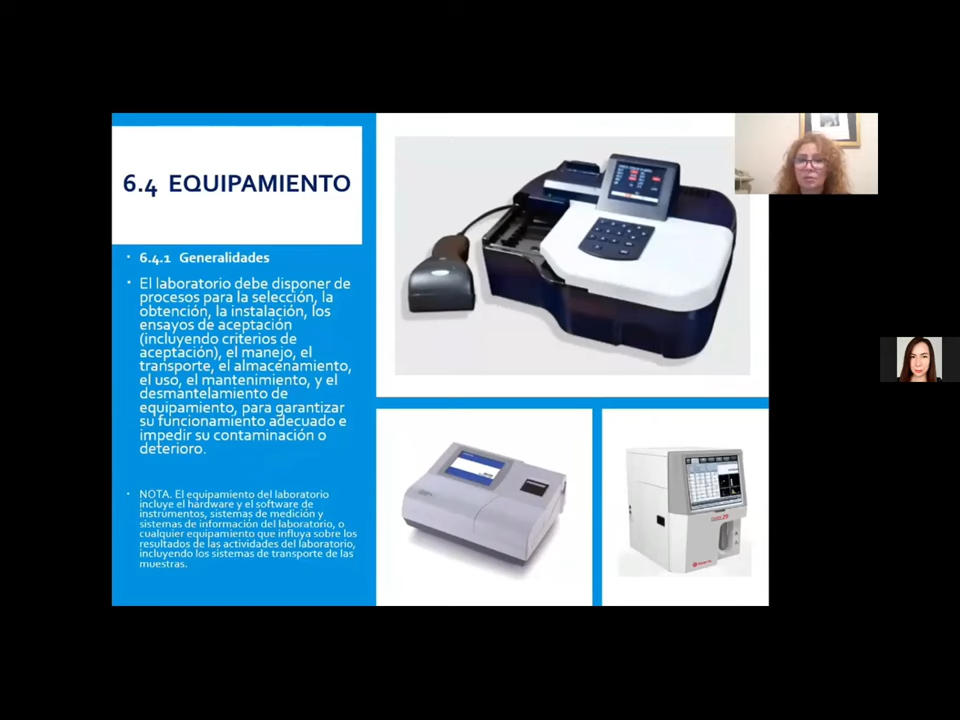 6.4 EQUIPAMIENTO
6.4.1 Generalidades
El laboratorio debe disponer de
procesos para la selección, la
obtención, la instalación, los
ensayos de aceptación
(incluyendo criterios de
aceptación), el manejo, el
transporte, el almacenamiento,
el uso, el mantenimiento, y el
desmantelamiento de
equipamiento, para garantizar
su funcionamiento adecuado e
impedir su contaminación o
deterioro.
NOTA. El equipamiento del laboratorio
incluye el hardware y el software de
instrumentos, sistemas de medición y
sistemas de información del laboratorio, o
cualquier equipamiento que influya sobre los
resultados de las actividades del laboratorio,
incluyendo los sistemas de transporte de las
muestras.